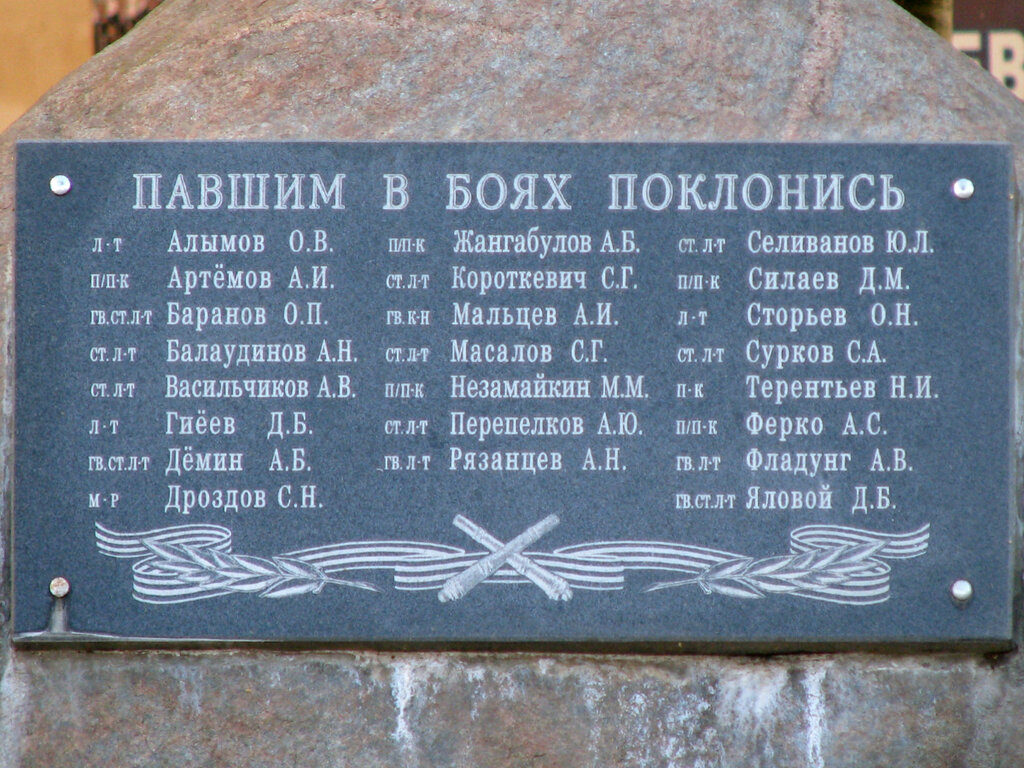 ПАВШИМ В БОЯХ ПОКЛОНИСЬ
л-т Алымов О.В.
п/п-к Артёмов А.И.
гв.ст.л-т Баранов О.П.
ст.л-т Балаудинов А.Н.
ст.л-т Васильчиков А.В.
л-т Гиёев Д.Б.
гв.ст.л-т Дёмин А.Б.
м-р Дроздов С.Н.
п/п-к Жангабулов А.Б.
ст.л-т Короткевич С.Г.
гв.к-н Мальцев А.И.
ст.л-т Масалов С.Г.
п/п-к Незамайкин М.М.
ст.л-т Перепелков А.Ю.
гв.л-т Рязанцев А.Н.
ст.л-т Селиванов Ю.Л.
п/п-к Силаев Д.М.
л-т Сторьев О.Н.
ст.л-т Сурков С.А.
п-к Терентьев Н.И.
п/п-к Ферко А.С.
гв.л-т Фладунг А.В.
гв.ст.л-т Яловой Д.Б.